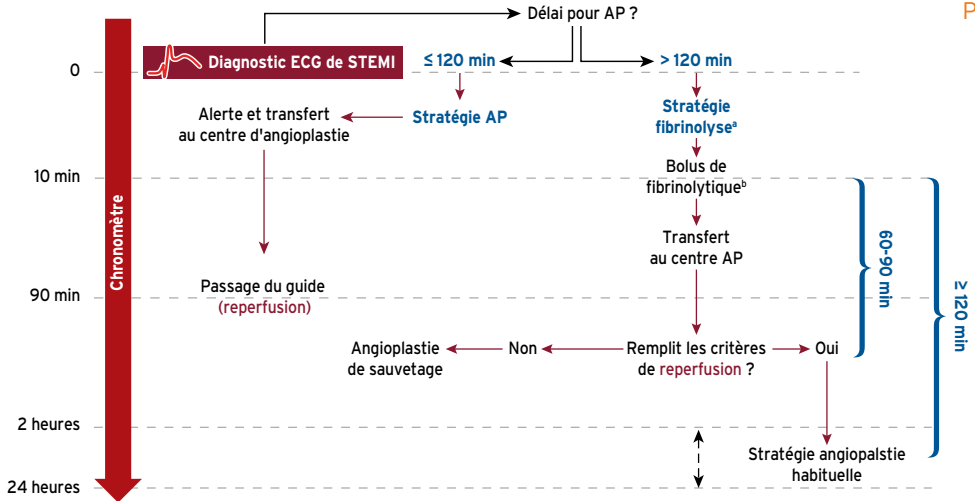 Délai pour AP ?
P
Diagnostic ECG de STEMI
≤ 120 min
> 120 min
0
Alerte et transfert
au centre d'angioplastie
Stratégie AP
Stratégie
fibrinolyseᵃ
10 min
Bolus de
fibrinolytiqueᵇ
Chronomètre
Transfert
au centre AP
60-90 min
≥ 120 min
Passage du guide
(reperfusion)
90 min
Angioplastie
de sauvetage
Non
Remplit les critères
de reperfusion ?
Oui
2 heures
Stratégie angiopalstie
habituelle
24 heures